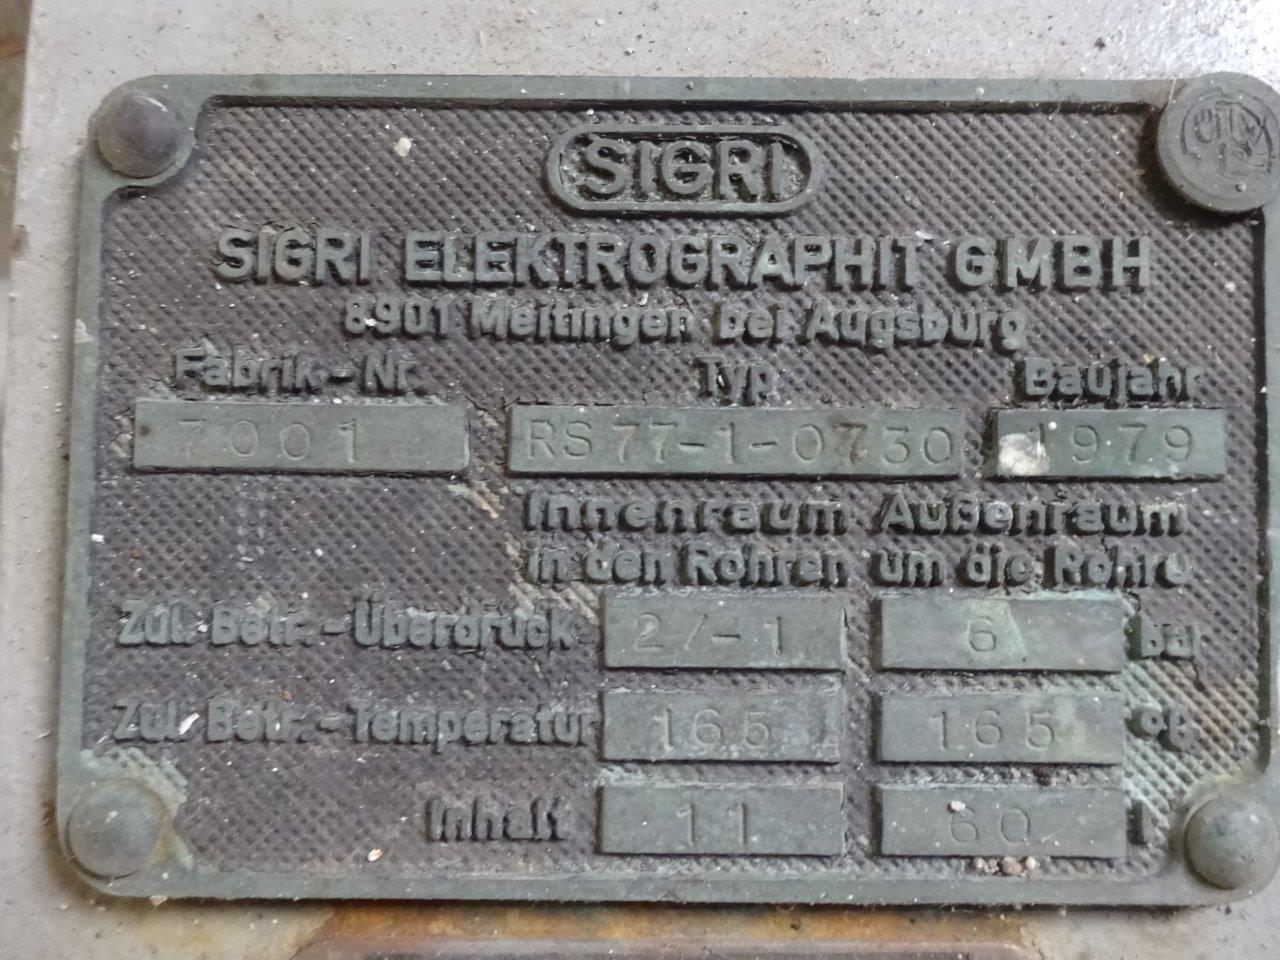 SIGRI
SIGRI ELEKTROGRAPHIT GMBH
8901 Meitingen bei Augsburg
Fabrik-Nr. Typ Baujahr
7001 RS 77-1-0730 1979
Innenraum Außenraum
in den Rohren um die Rohre
Zul. Betr.-Überdruck 2/-1 6 bar
Zul. Betr.-Temperatur 165 165 °C
Inhalt 11 60 l